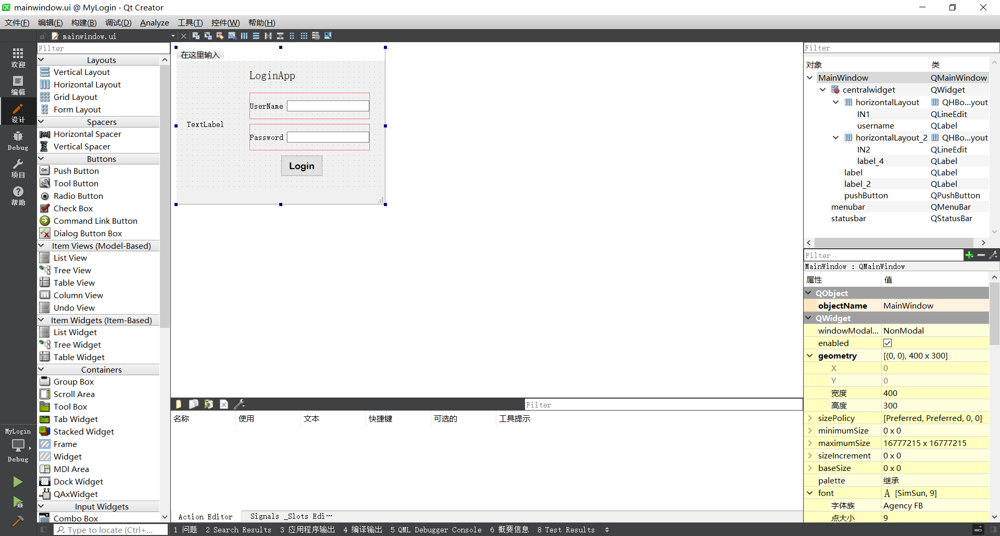 mainwindow.ui @ MyLogin - Qt Creator
文件(F) 编辑(E) 构建(B) 调试(D) Analyze 工具(T) 控件(W) 帮助(H)
mainwindow.ui
欢迎
编辑
设计
Debug
项目
帮助
MyLogin
Debug
Filter
Layouts
Vertical Layout
Horizontal Layout
Grid Layout
Form Layout
Spacers
Horizontal Spacer
Vertical Spacer
Buttons
OK Push Button
Tool Button
Radio Button
Check Box
Command Link Button
Dialog Button Box
Item Views (Model-Based)
List View
Tree View
Table View
Column View
Undo View
Item Widgets (Item-Based)
List Widget
Tree Widget
Table Widget
Containers
Group Box
Scroll Area
Tool Box
Tab Widget
Stacked Widget
Frame
Widget
MDI Area
Dock Widget
QAxWidget
Input Widgets
Combo Box
在这里输入
LoginApp
UserName
TextLabel
Password
Login
Filter
名称 使用 文本 快捷键 可选的 工具提示
Action Editor Signals _Slots Edi···
Filter
对象 类
MainWindow QMainWindow
centralwidget QWidget
horizontalLayout QHBo...yout
IN1 QLineEdit
username QLabel
horizontalLayout_2 QHBo...yout
IN2 QLineEdit
label_4 QLabel
label QLabel
label_2 QLabel
pushButton QPushButton
menubar QMenuBar
statusbar QStatusBar
Filter
MainWindow : QMainWindow
属性 值
QObject
objectName MainWindow
QWidget
windowModal... NonModal
enabled
geometry [(0, 0), 400 x 300]
X 0
Y 0
宽度 400
高度 300
sizePolicy [Preferred, Preferred, 0, 0]
minimumSize 0 x 0
maximumSize 16777215 x 16777215
sizeIncrement 0 x 0
baseSize 0 x 0
palette 继承
font A [SimSun, 9]
字体族 Agency FB
点大小 9
Type to locate (Ctrl+... 1 问题 2 Search Results 3 应用程序输出 4 编译输出 5 QML Debugger Console 6 概要信息 8 Test Results